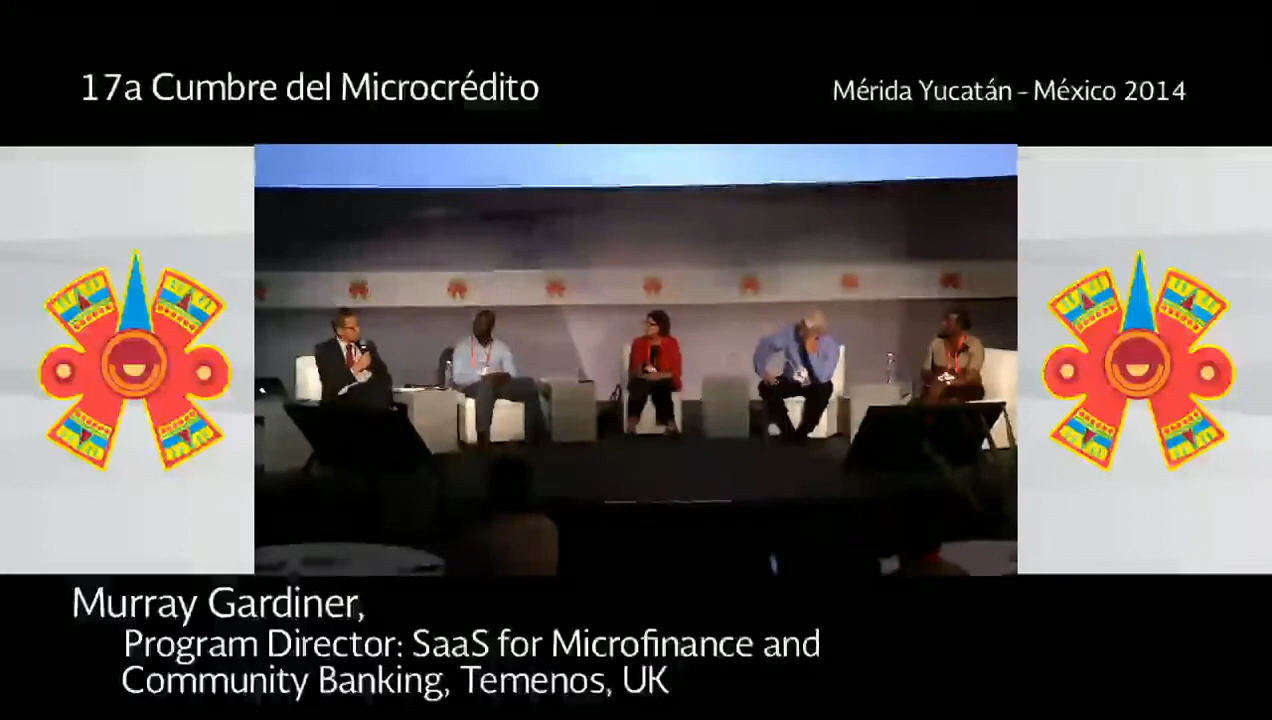 17a Cumbre del Microcrédito
Mérida Yucatán - México 2014
Murray Gardiner,
Program Director: SaaS for Microfinance and
Community Banking, Temenos, UK